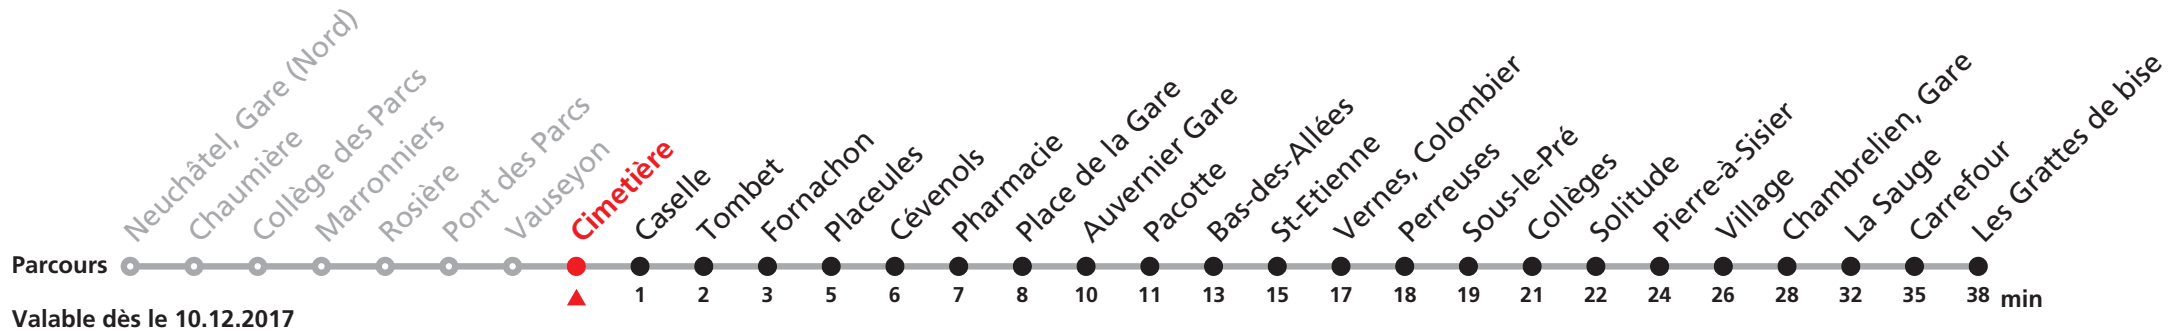 Neuchâtel, Gare (Nord)
Chaumière
Collège des Parcs
Marronniers
Rosière
Pont des Parcs
Vauseyon
Cimetière
Caselle
Tombet
Fornachon
Placeules
Cévenols
Pharmacie
Place de la Gare
Auvernier Gare
Pacotte
Bas-des-Allées
St-Etienne
Vernes, Colombier
Perreuses
Sous-le-Pré
Collèges
Solitude
Pierre-à-Sisier
Village
Chambrelien, Gare
La Sauge
Carrefour
Les Grattes de bise
Parcours
1 2 3 5 6 7 8 10 11 13 15 17 18 19 21 22 24 26 28 32 35 38 min
Valable dès le 10.12.2017